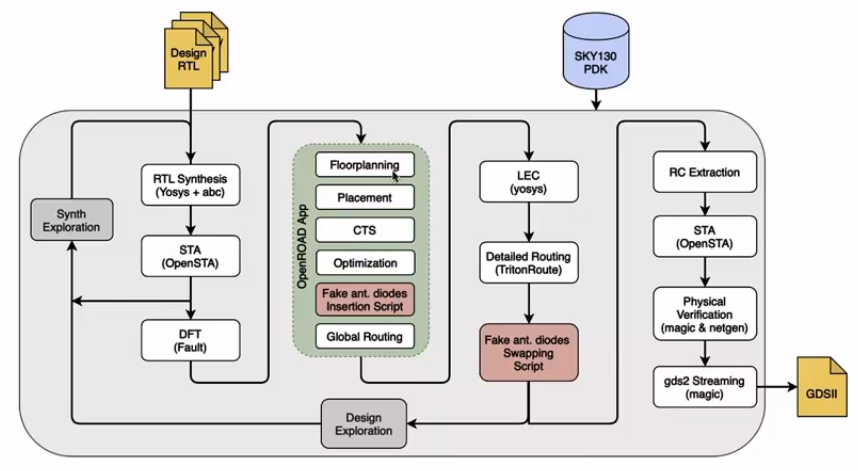 Design
RTL
SKY130
PDK
RTL Synthesis
(Yosys + abc)
Synth
Exploration
STA
(OpenSTA)
DFT
(Fault)
OpenROAD App
Floorplanning
Placement
CTS
Optimization
Fake ant. diodes
Insertion Script
Global Routing
LEC
(yosys)
Detailed Routing
(TritonRoute)
Fake ant. diodes
Swapping
Script
Design
Exploration
RC Extraction
STA
(OpenSTA)
Physical
Verification
(magic & netgen)
gds2 Streaming
(magic)
GDSII